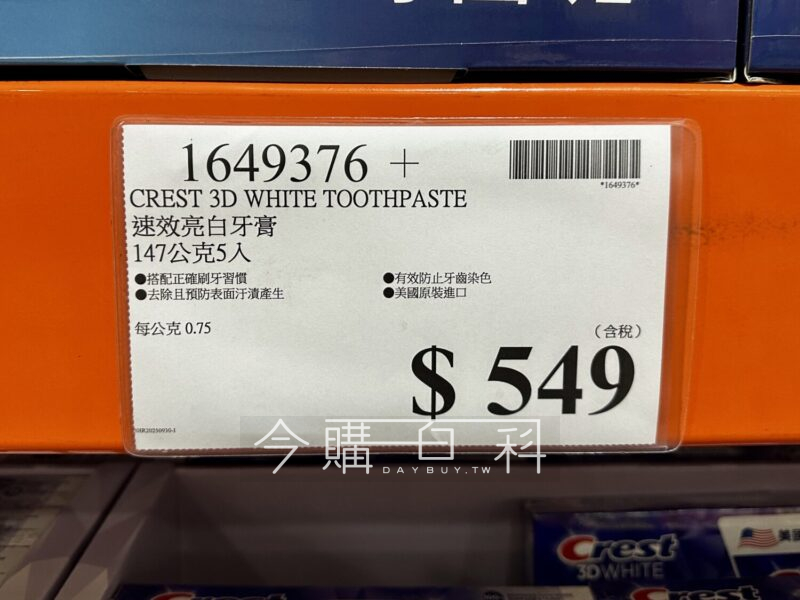 1649376 +
*1649376*
CREST 3D WHITE TOOTHPASTE
速效亮白牙膏
147公克5入
●搭配正確刷牙習慣
●有效防止牙齒染色
●去除且預防表面汙漬產生
●美國原裝進口
每公克 0.75
(含稅)
$ 549
今購百科
DAYBUY.TW
Crest
3DWHITE
Crest
Crest